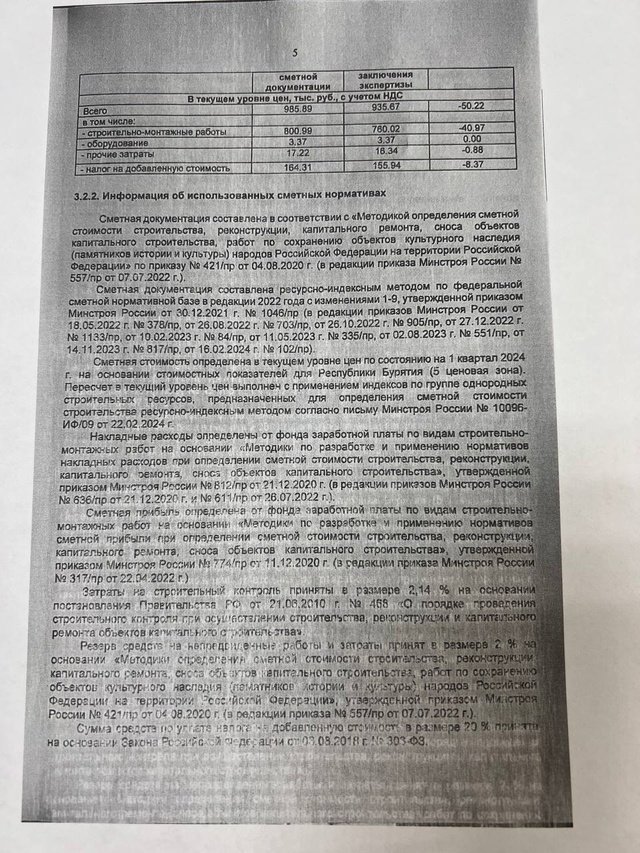 5
сметной документации
заключения экспертизы
В текущем уровне цен, тыс. руб., с учетом НДС
Всего 985.89 935.67 -50.22
в том числе:
- строительно-монтажные работы 800.99 760.02 -40.97
- оборудование 3.37 3.37 0.00
- прочие затраты 17.22 16.34 -0.88
- налог на добавленную стоимость 164.31 155.94 -8.37
3.2.2. Информация об использованных сметных нормативах
Сметная документация составлена в соответствии с «Методикой определения сметной
стоимости строительства, реконструкции, капитального ремонта, сноса объектов
капитального строительства, работ по сохранению объектов культурного наследия
(памятников истории и культуры) народов Российской Федерации на территории Российской
Федерации» по приказу № 421/пр от 04.08.2020 г. (в редакции приказа Минстроя России №
557/пр от 07.07.2022 г.).
Сметная документация составлена ресурсно-индексным методом по федеральной
сметной нормативной базе в редакции 2022 года с изменениями 1-9, утвержденной приказом
Минстроя России от 30.12.2021 г. № 1046/пр (в редакции приказов Минстроя России от
18.05.2022 г. № 378/пр, от 26.08.2022 г. № 703/пр, от 26.10.2022 г. № 905/пр, от 27.12.2022 г.
№ 1133/пр, от 10.02.2023 г. № 84/пр, от 11.05.2023 г. № 335/пр, от 02.08.2023 г. № 551/пр, от
14.11.2023 г. № 817/пр, от 16.02.2024 г. № 102/пр).
Сметная стоимость определена в текущем уровне цен по состоянию на 1 квартал 2024
г. на основании стоимостных показателей для Республики Бурятия (5 ценовая зона).
Пересчет в текущий уровень цен выполнен с применением индексов по группе однородных
строительных ресурсов, предназначенных для определения сметной стоимости
строительства ресурсно-индексным методом согласно письму Минстроя России № 10096-
ИФ/09 от 22.02.2024 г.
Накладные расходы определены от фонда заработной платы по видам строительно-
монтажных работ на основании «Методики по разработке и применению нормативов
накладных расходов при определении сметной стоимости строительства, реконструкции,
капитального ремонта, сноса объектов капитального строительства», утвержденной
приказом Минстроя России № 812/пр от 21.12.2020 г. (в редакции приказов Минстроя России
№ 636/пр от 21.12.2020 г. и № 611/пр от 26.07.2022 г.).
Сметная прибыль определена от фонда заработной платы по видам строительно-
монтажных работ на основании «Методики по разработке и применению нормативов
сметной прибыли при определении сметной стоимости строительства, реконструкции,
капитального ремонта, сноса объектов капитального строительства», утвержденной
приказом Минстроя России № 774/пр от 11.12.2020 г. (в редакции приказа Минстроя России
№ 317/пр от 22.04.2022 г.)
Затраты на строительный контроль приняты в размере 2,14 % на основании
постановления Правительства РФ от 21.06.2010 г. № 468 «О порядке проведения
строительного контроля при осуществлении строительства, реконструкции и капитального
ремонта объектов капитального строительства».
Резерв средств на непредвиденные работы и затраты принят в размере 2 % на
основании «Методики определения сметной стоимости строительства, реконструкции,
капитального ремонта, сноса объектов капитального строительства, работ по сохранению
объектов культурного наследия (памятников истории и культуры) народов Российской
Федерации на территории Российской Федерации», утвержденной приказом Минстроя
России № 421/пр от 04.08.2020 г. (в редакции приказа № 557/пр от 07.07.2022 г.).
Сумма средств по уплате налога на добавленную стоимость в размере 20 % принята
на основании Закона Российской Федерации от 03.08.2018 г. № 303-ФЗ.